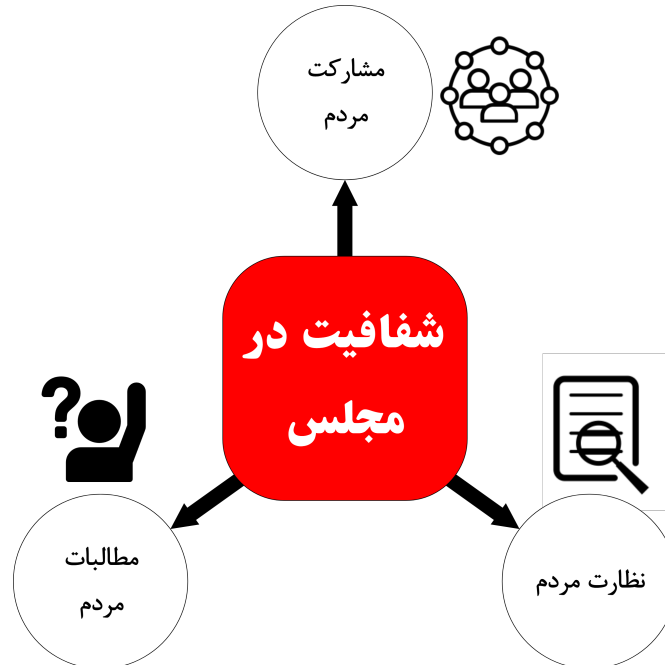 مشارکت
مردم
شفافیت در
مجلس
نظارت مردم
مطالبات
مردم
?